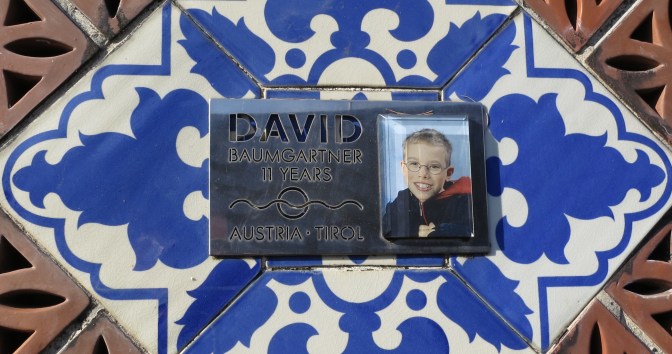 DAVID
BAUMGARTNER
11 YEARS
AUSTRIA · TIROL